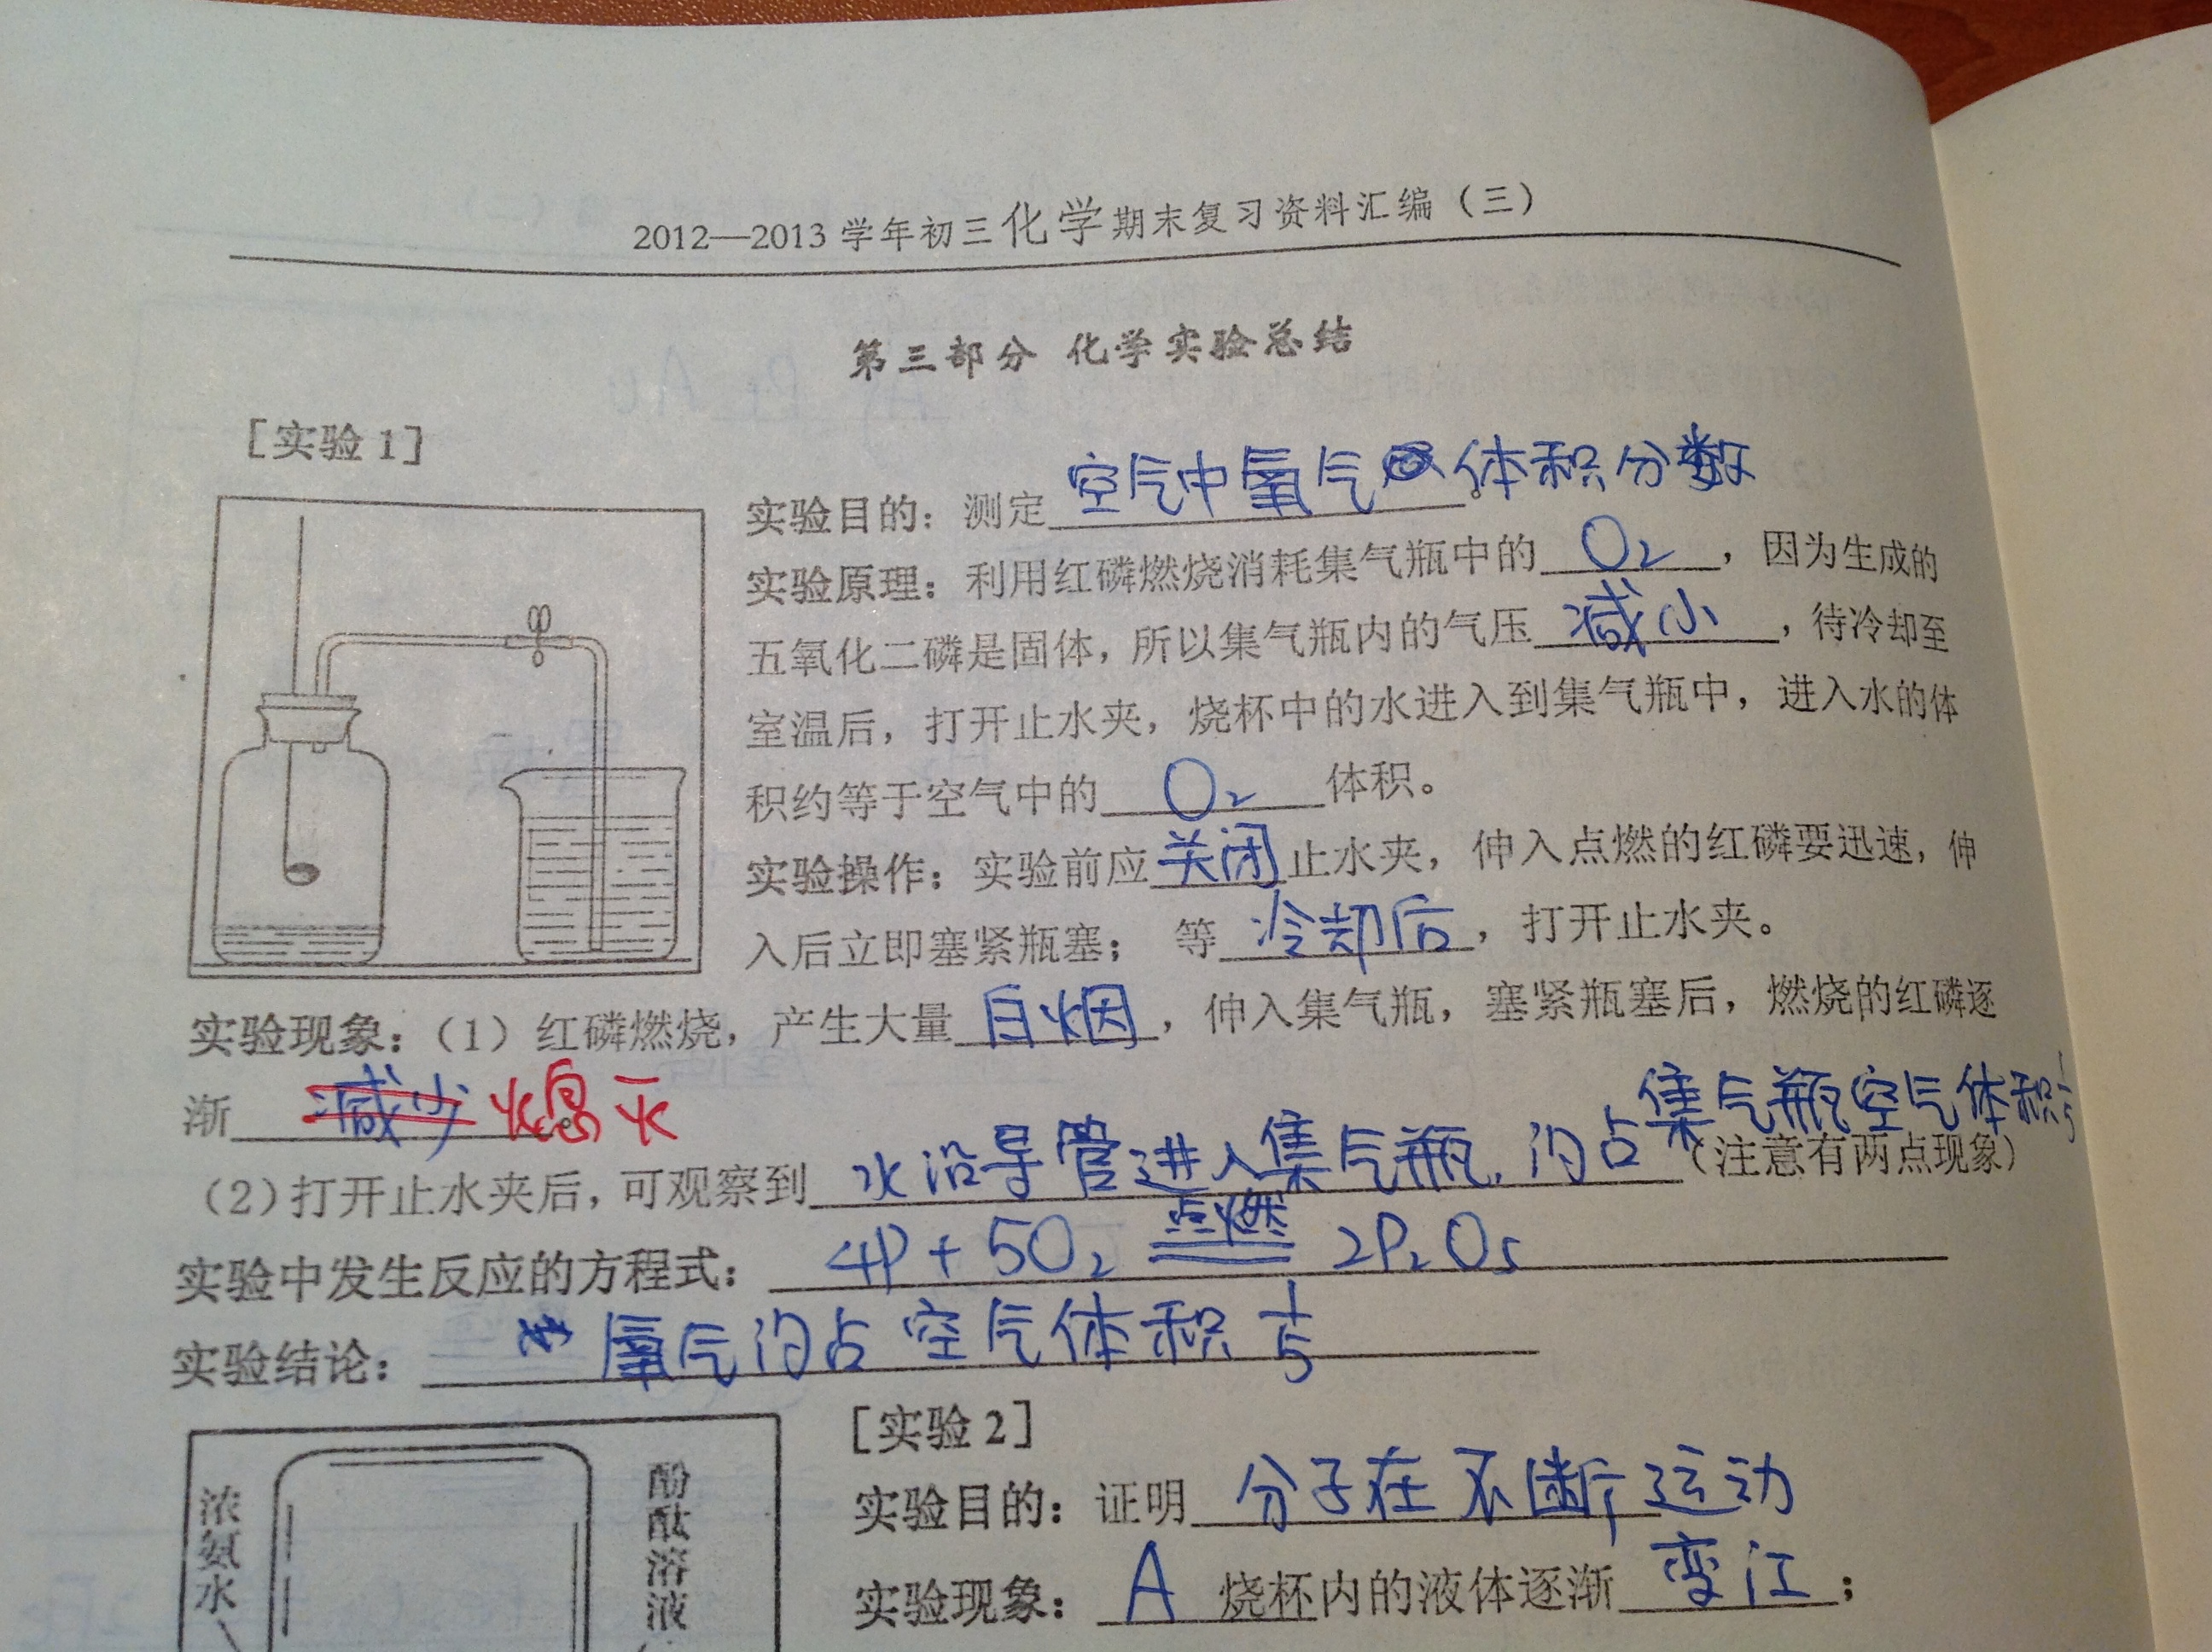 2012—2013 学年初三化学期末复习资料汇编（三）
第三部分 化学实验总结
[实验1]
实验目的：测定空气中氧气体积分数。
实验原理：利用红磷燃烧消耗集气瓶中的 O₂ ，因为生成的
五氧化二磷是固体，所以集气瓶内的气压 减小 ，待冷却至
室温后，打开止水夹，烧杯中的水进入到集气瓶中，进入水的体
积约等于空气中的 O₂ 体积。
实验操作：实验前应关闭止水夹，伸入点燃的红磷要迅速，伸
入后立即塞紧瓶塞； 等 冷却后 ，打开止水夹。
实验现象：（1）红磷燃烧，产生大量 白烟 ，伸入集气瓶，塞紧瓶塞后，燃烧的红磷逐
渐 减少 熄灭。
（2）打开止水夹后，可观察到 水沿导管进入集气瓶，约占集气瓶空气体积1/5（注意有两点现象）
实验中发生反应的方程式： 4P + 5O₂ 点燃 2P₂O₅
实验结论： 氧气约占空气体积 1/5
[实验2]
浓氨水
酚酞溶液
实验目的：证明 分子在不断运动
实验现象： A 烧杯内的液体逐渐 变江 ；